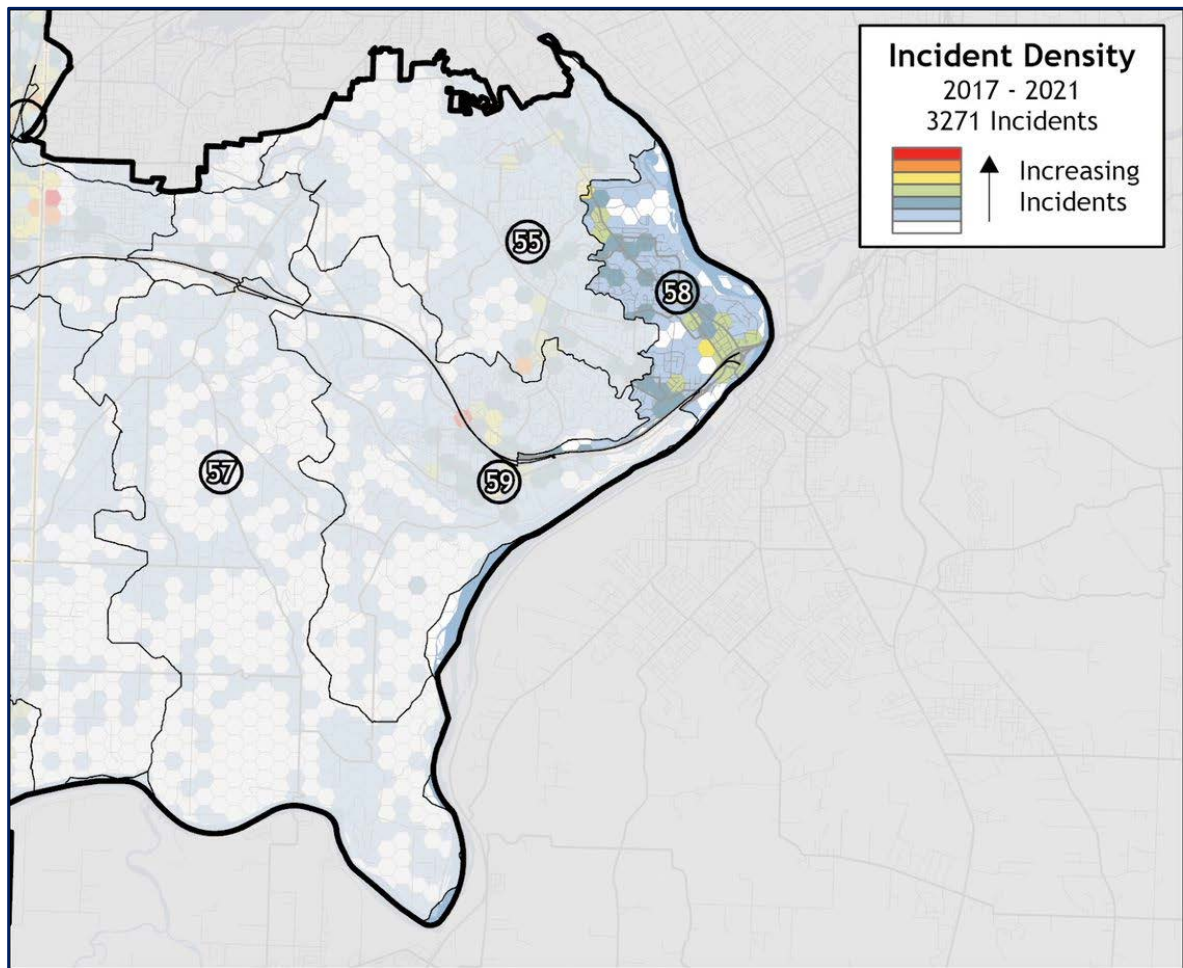 Incident Density
2017 - 2021
3271 Incidents
Increasing
Incidents
55
58
57
59